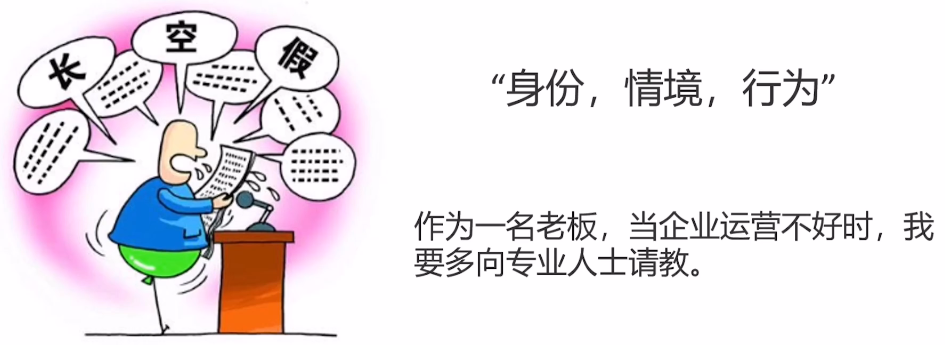 长 空 假
“身份，情境，行为”
作为一名老板，当企业运营不好时，我
要多向专业人士请教。